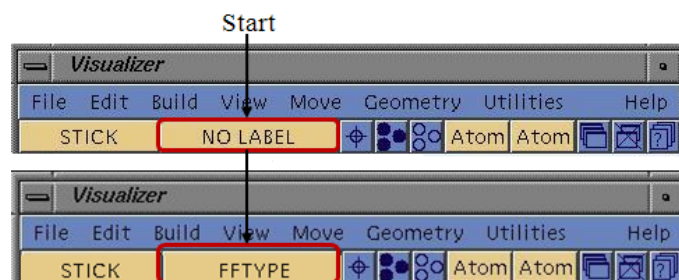 Start
Visualizer
File Edit Build View Move Geometry Utilities Help
STICK NO LABEL Atom Atom
Visualizer
File Edit Build View Move Geometry Utilities Help
STICK FFTYPE Atom Atom